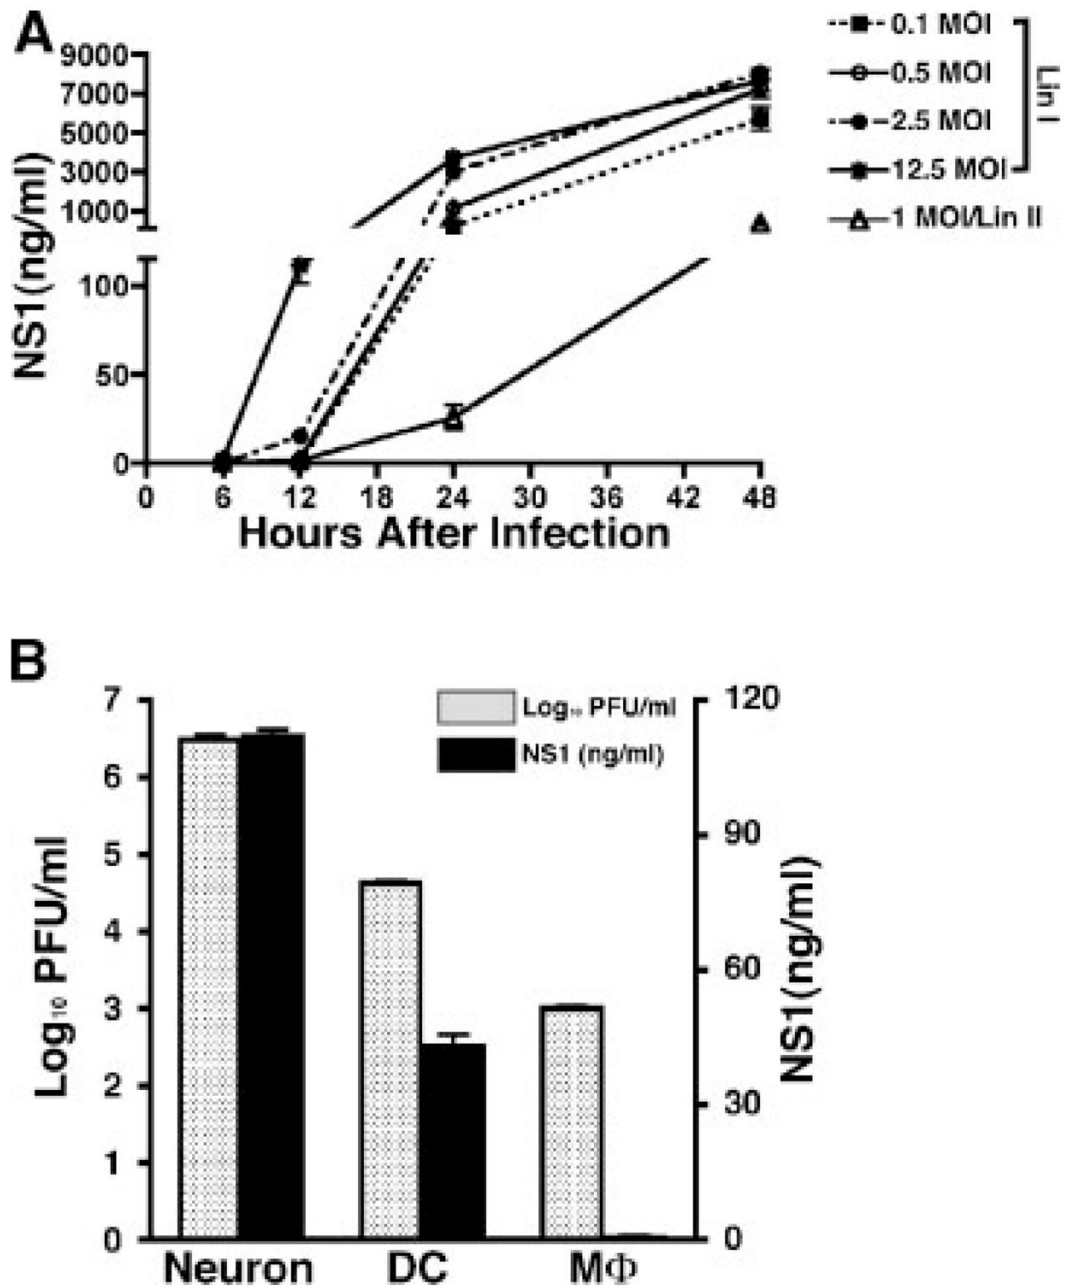 A
9000
7000
5000
3000
1000
100
50
0
NS1(ng/ml)
0 6 12 18 24 30 36 42 48
Hours After Infection
0.1 MOI
0.5 MOI
2.5 MOI
12.5 MOI
Lin I
1 MOI/Lin II
B
7
6
5
4
3
2
1
0
Log₁₀ PFU/ml
Log₁₀ PFU/ml
NS1 (ng/ml)
120
90
60
30
0
NS1(ng/ml)
Neuron DC MΦ